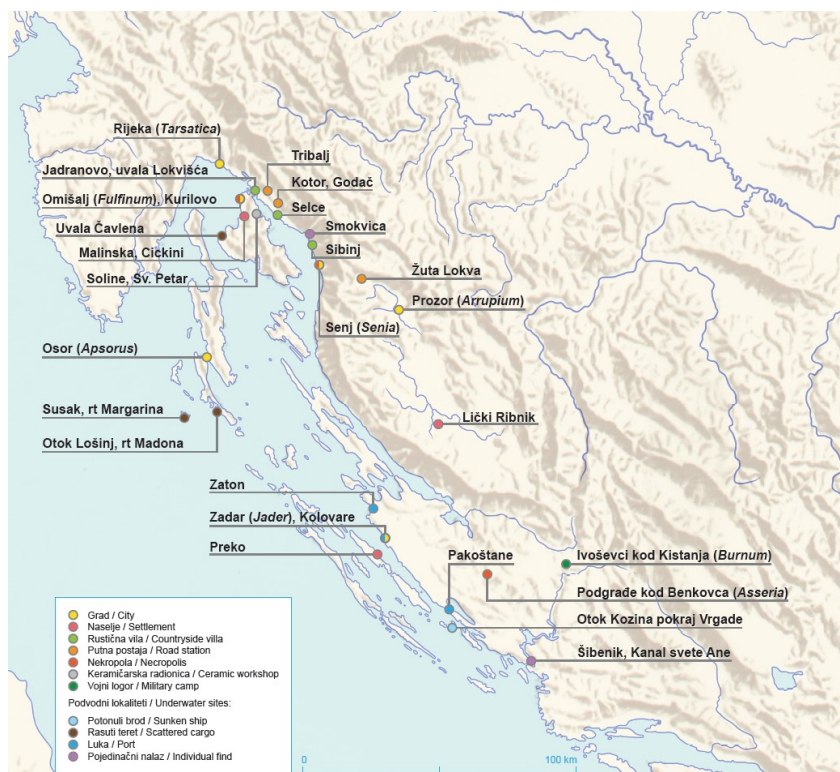 Rijeka (Tarsatica)
Tribalj
Jadranovo, uvala Lokvišća
Kotor, Godač
Omišalj (Fulfinum), Kurilovo
Selce
Uvala Čavlena
Smokvica
Malinska, Cickini
Sibinj
Soline, Sv. Petar
Žuta Lokva
Prozor (Arrupium)
Senj (Senia)
Osor (Apsorus)
Susak, rt Margarina
Lički Ribnik
Otok Lošinj, rt Madona
Zaton
Zadar (Jader), Kolovare
Preko
Pakoštane
Ivoševci kod Kistanja (Burnum)
Podgrađe kod Benkovca (Asseria)
Otok Kozina pokraj Vrgade
Šibenik, Kanal svete Ane
Grad / City
Naselje / Settlement
Rustična vila / Countryside villa
Putna postaja / Road station
Nekropola / Necropolis
Keramičarska radionica / Ceramic workshop
Vojni logor / Military camp
Podvodni lokaliteti / Underwater sites:
Potonuli brod / Sunken ship
Rasuti teret / Scattered cargo
Luka / Port
Pojedinačni nalaz / Individual find
0 100 km